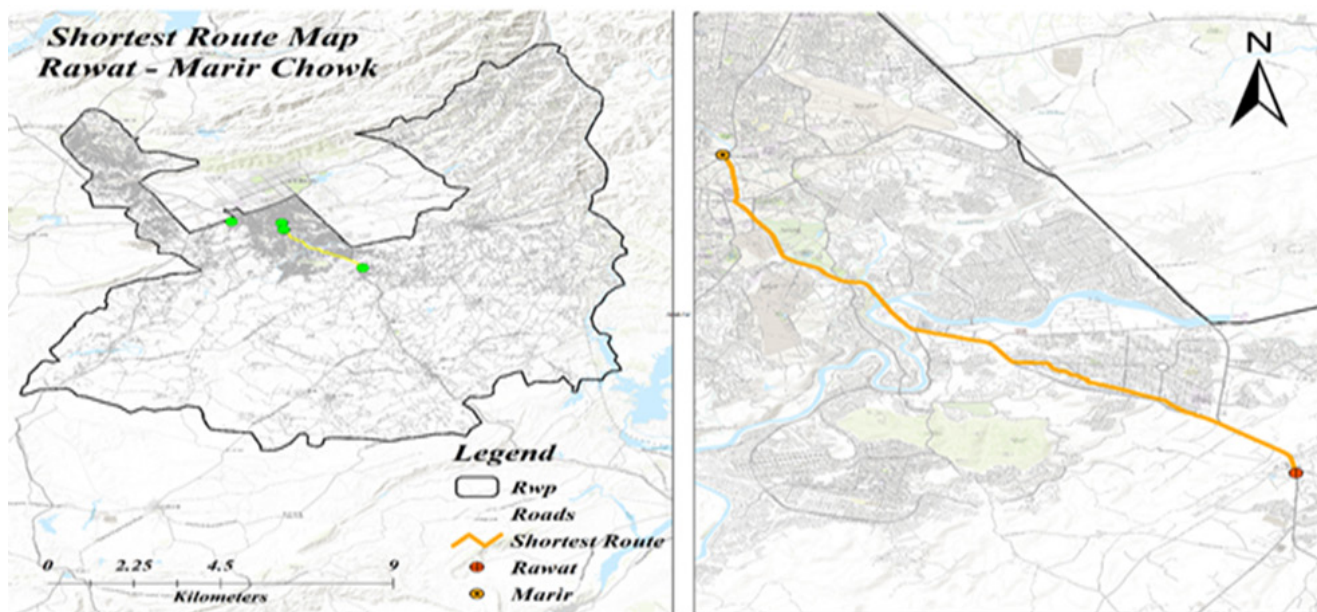 Shortest Route Map
Rawat - Marir Chowk
N
Legend
Rwp
Roads
Shortest Route
Rawat
Marir
0 2.25 4.5 9
Kilometers